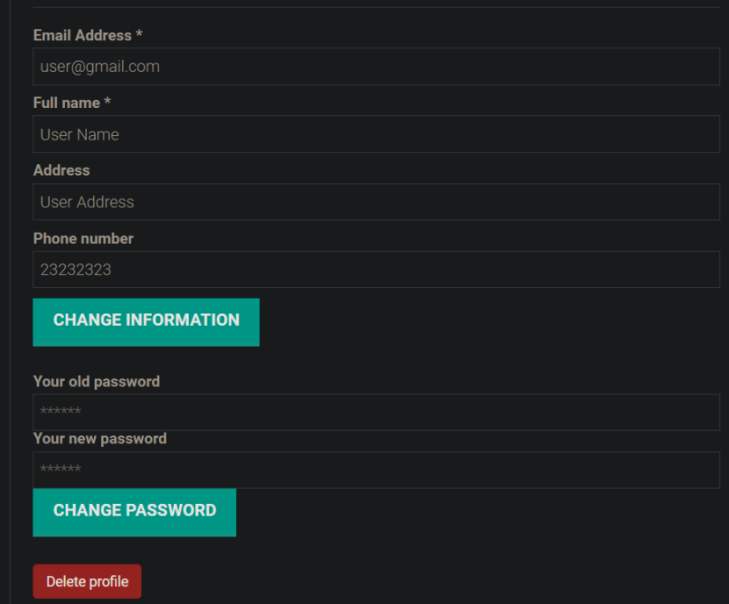 Email Address *
user@gmail.com
Full name *
User Name
Address
User Address
Phone number
23232323
CHANGE INFORMATION
Your old password
******
Your new password
******
CHANGE PASSWORD
Delete profile